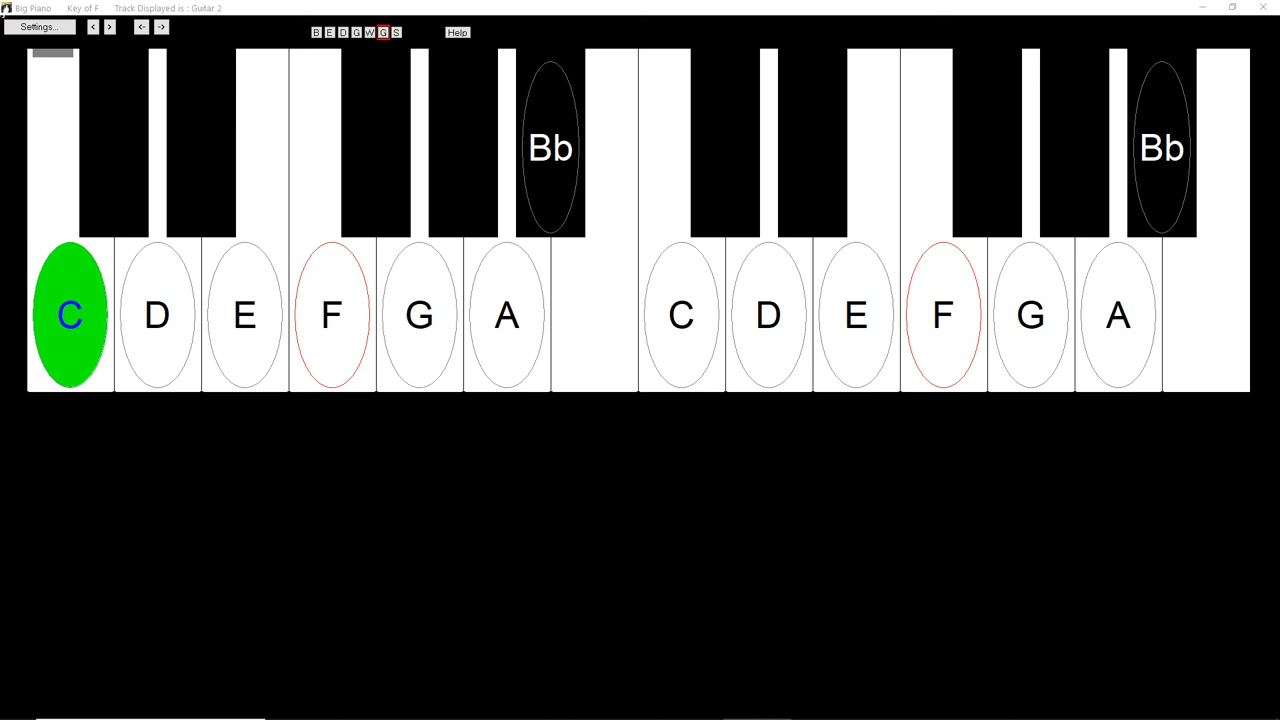 Big Piano Key of F Track Displayed is : Guitar 2
Settings... < > <- -> B E D G W G S Help
Bb Bb
C D E F G A C D E F G A